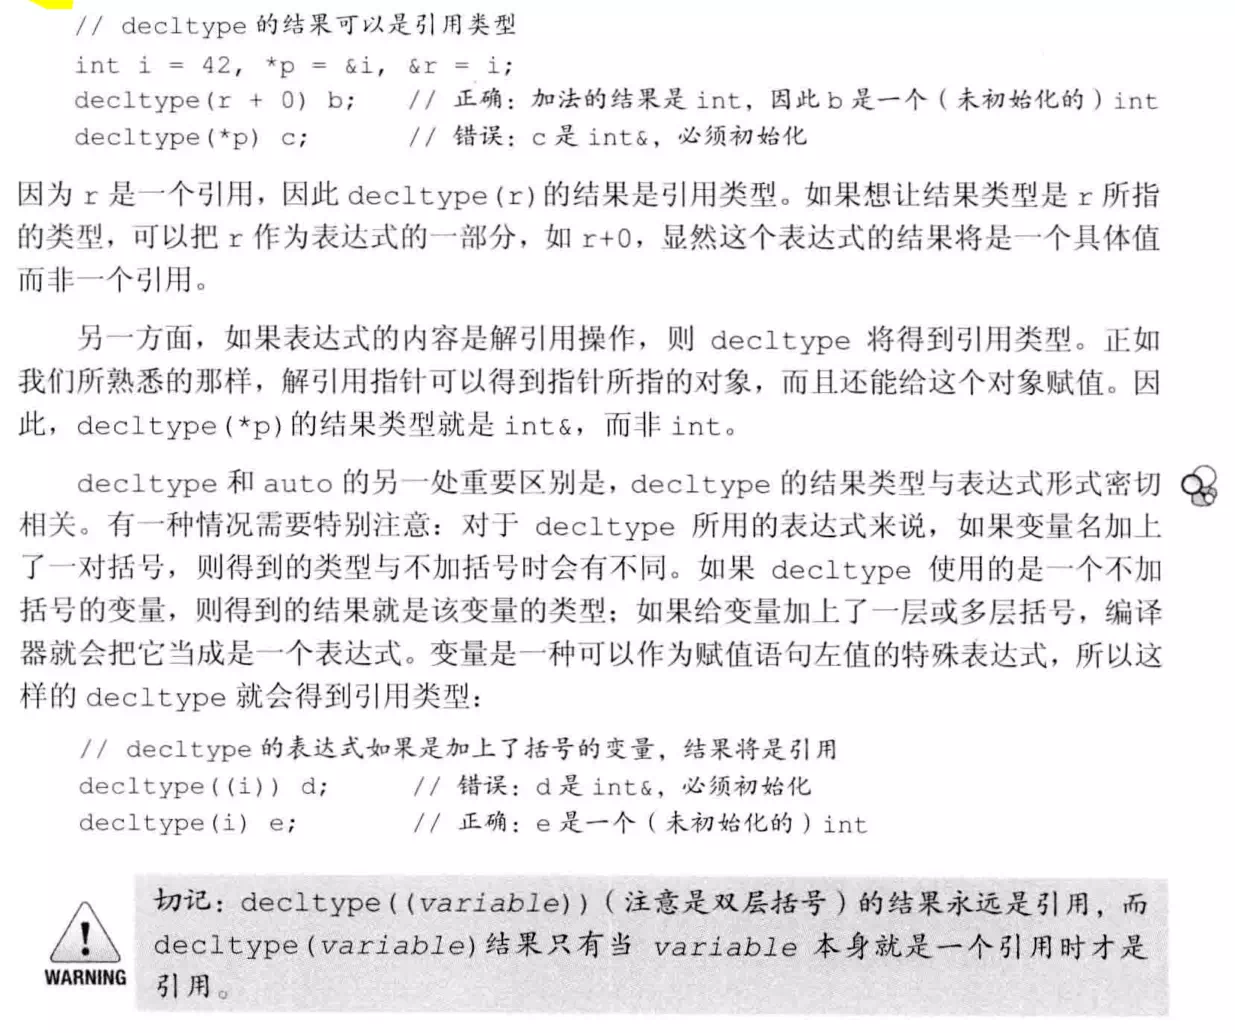 // decltype 的结果可以是引用类型
int i = 42, *p = &i, &r = i;
decltype(r + 0) b;   // 正确：加法的结果是 int，因此 b 是一个（未初始化的）int
decltype(*p) c;      // 错误：c 是 int&，必须初始化
因为 r 是一个引用，因此 decltype(r)的结果是引用类型。如果想让结果类型是 r 所指
的类型，可以把 r 作为表达式的一部分，如 r+0，显然这个表达式的结果将是一个具体值
而非一个引用。
另一方面，如果表达式的内容是解引用操作，则 decltype 将得到引用类型。正如
我们所熟悉的那样，解引用指针可以得到指针所指的对象，而且还能给这个对象赋值。因
此，decltype(*p)的结果类型就是 int&，而非 int。
decltype 和 auto 的另一处重要区别是，decltype 的结果类型与表达式形式密切
相关。有一种情况需要特别注意：对于 decltype 所用的表达式来说，如果变量名加上
了一对括号，则得到的类型与不加括号时会有不同。如果 decltype 使用的是一个不加
括号的变量，则得到的结果就是该变量的类型；如果给变量加上了一层或多层括号，编译
器就会把它当成是一个表达式。变量是一种可以作为赋值语句左值的特殊表达式，所以这
样的 decltype 就会得到引用类型：
// decltype 的表达式如果是加上了括号的变量，结果将是引用
decltype((i)) d;     // 错误：d 是 int&，必须初始化
decltype(i) e;       // 正确：e 是一个（未初始化的）int
切记：decltype((variable))（注意是双层括号）的结果永远是引用，而
decltype(variable)结果只有当 variable 本身就是一个引用时才是
引用。
WARNING